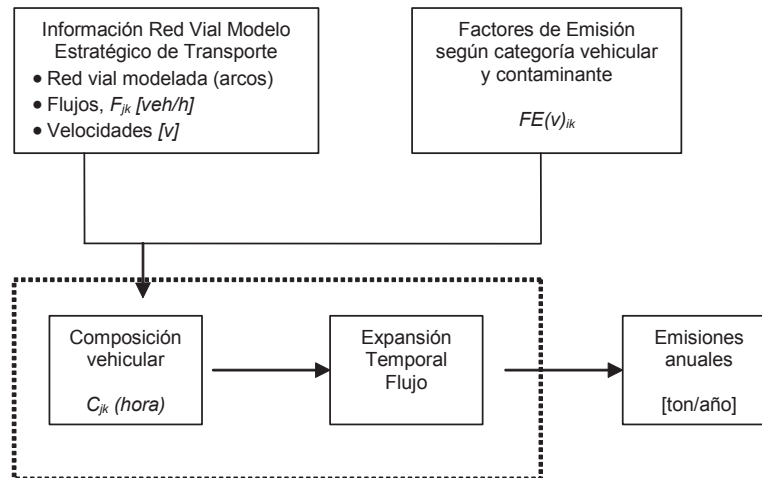 Información Red Vial Modelo
Estratégico de Transporte
• Red vial modelada (arcos)
• Flujos, Fjk [veh/h]
• Velocidades [v]
Factores de Emisión
según categoría vehicular
y contaminante
FE(v)ik
Composición
vehicular
Cjk (hora)
Expansión
Temporal
Flujo
Emisiones
anuales
[ton/año]